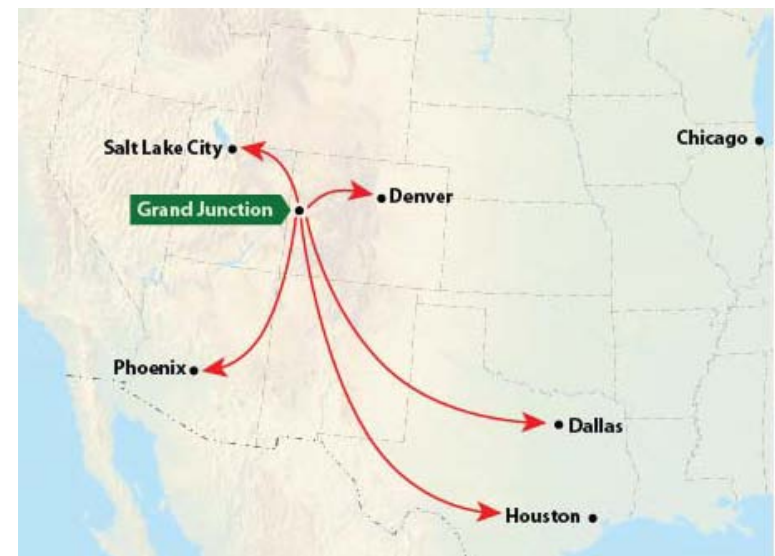 Chicago
Salt Lake City
Denver
Grand Junction
Phoenix
Dallas
Houston